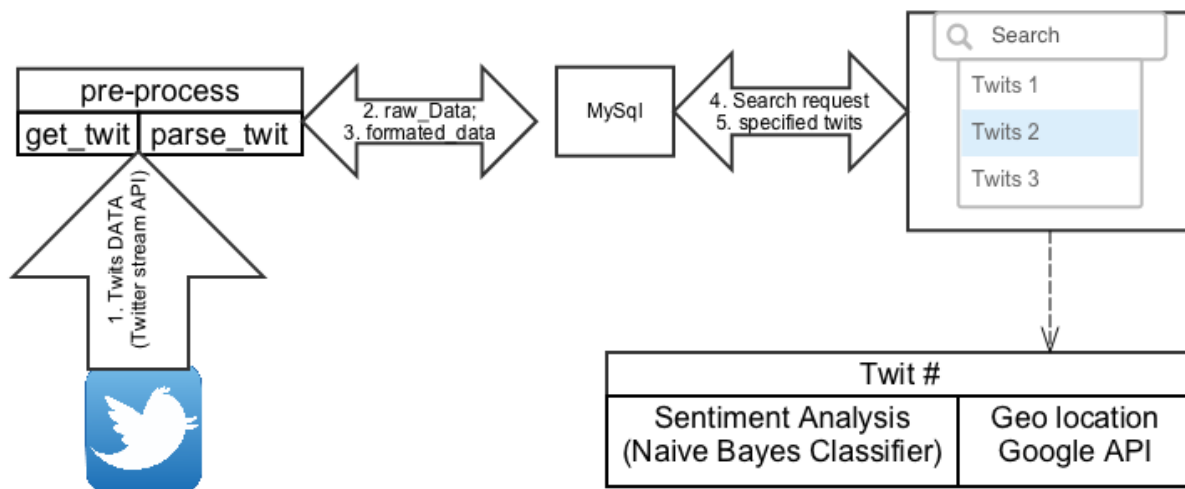 pre-process
get_twit
parse_twit
1. Twits DATA
(Twitter stream API)
2. raw_Data;
3. formated_data
MySql
4. Search request
5. specified twits
Search
Twits 1
Twits 2
Twits 3
Twit #
Sentiment Analysis
(Naive Bayes Classifier)
Geo location
Google API